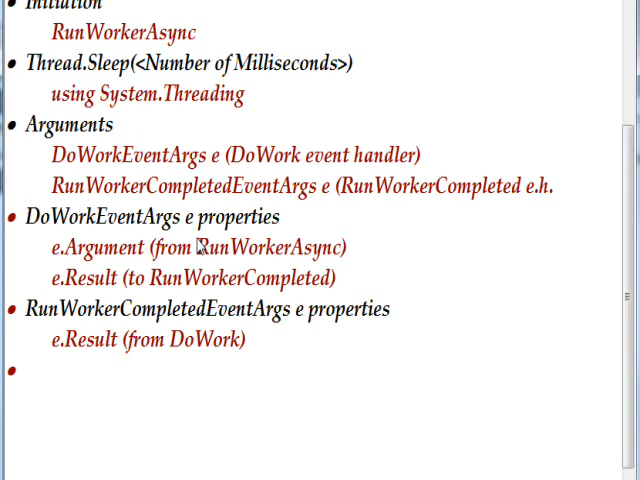 Initiation
RunWorkerAsync
Thread.Sleep(<Number of Milliseconds>)
using System.Threading
Arguments
DoWorkEventArgs e (DoWork event handler)
RunWorkerCompletedEventArgs e (RunWorkerCompleted e.h.
DoWorkEventArgs e properties
e.Argument (from RunWorkerAsync)
e.Result (to RunWorkerCompleted)
RunWorkerCompletedEventArgs e properties
e.Result (from DoWork)